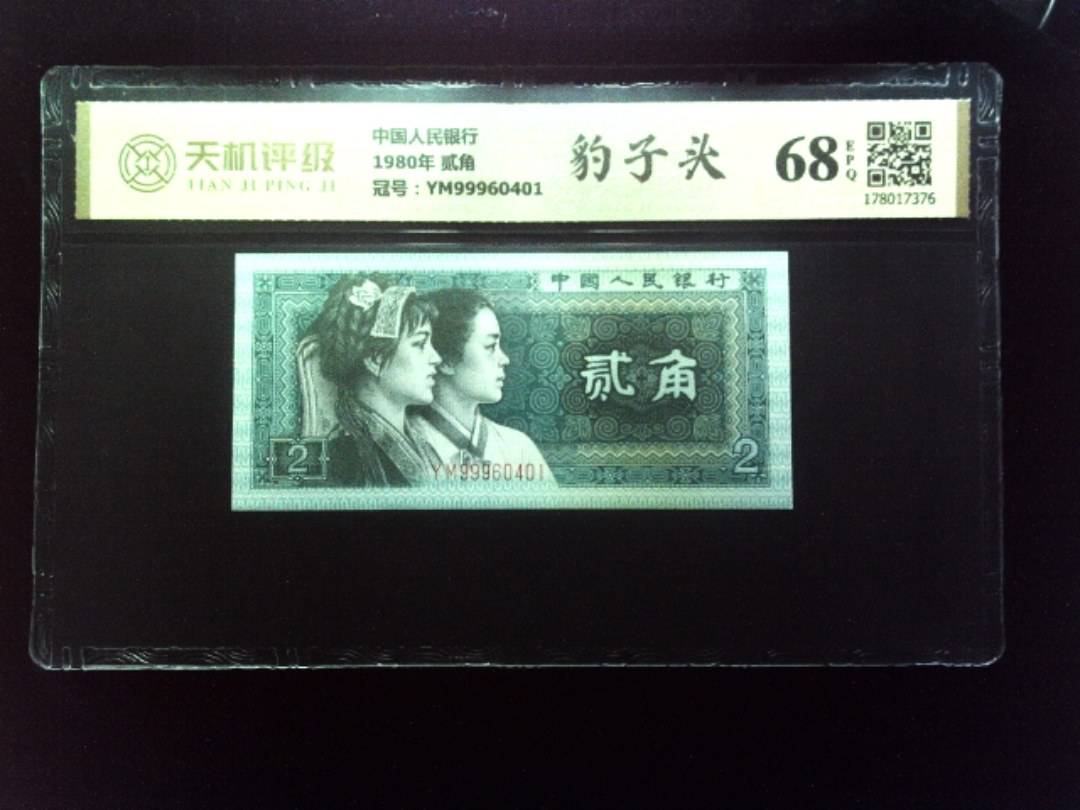 天机评级
TIAN JI PING JI
中国人民银行
1980年 贰角
冠号：YM99960401
豹子头
68
EPQ
178017376
中国人民银行
贰角
2
2
YM99960401